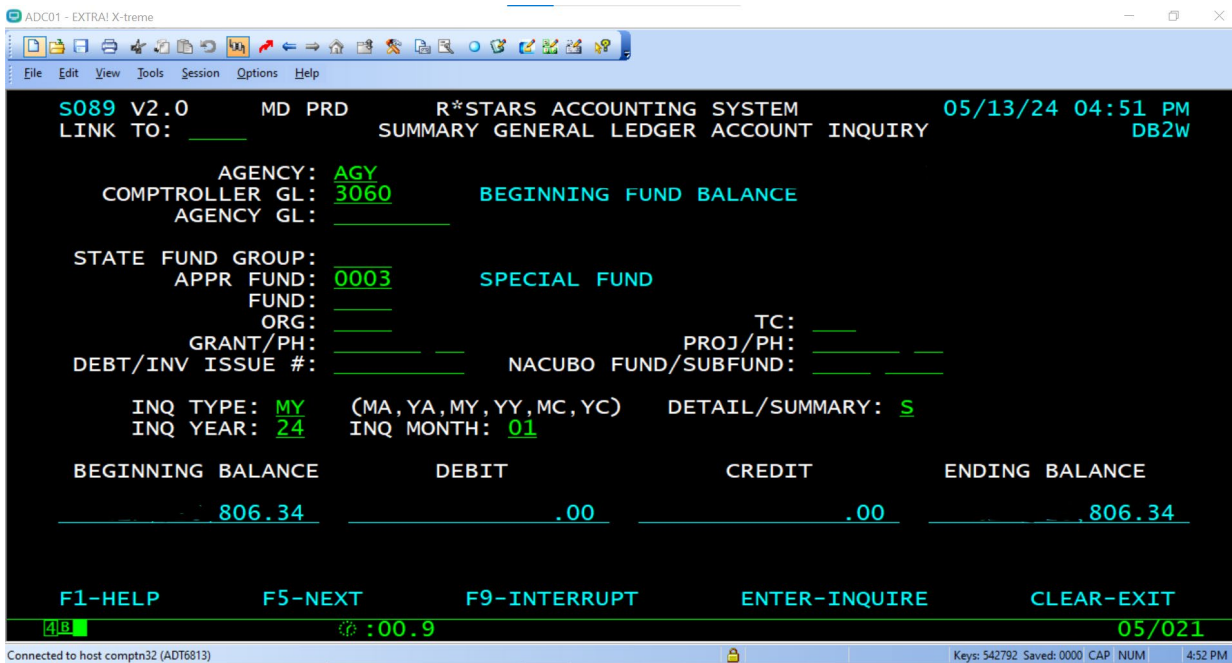 ADC01 - EXTRA! X-treme
File Edit View Tools Session Options Help
S089 V2.0 MD PRD R*STARS ACCOUNTING SYSTEM 05/13/24 04:51 PM
LINK TO: SUMMARY GENERAL LEDGER ACCOUNT INQUIRY DB2W
AGENCY: AGY
COMPTROLLER GL: 3060 BEGINNING FUND BALANCE
AGENCY GL:
STATE FUND GROUP:
APPR FUND: 0003 SPECIAL FUND
FUND:
ORG: TC:
GRANT/PH: PROJ/PH:
DEBT/INV ISSUE #: NACUBO FUND/SUBFUND:
INQ TYPE: MY (MA,YA,MY,YY,MC,YC) DETAIL/SUMMARY: S
INQ YEAR: 24 INQ MONTH: 01
BEGINNING BALANCE DEBIT CREDIT ENDING BALANCE
806.34 .00 .00 ,806.34
F1-HELP F5-NEXT F9-INTERRUPT ENTER-INQUIRE CLEAR-EXIT
4B :00.9 05/021
Connected to host comptn32 (ADT6813) Keys: 542792 Saved: 0000 CAP NUM 4:52 PM